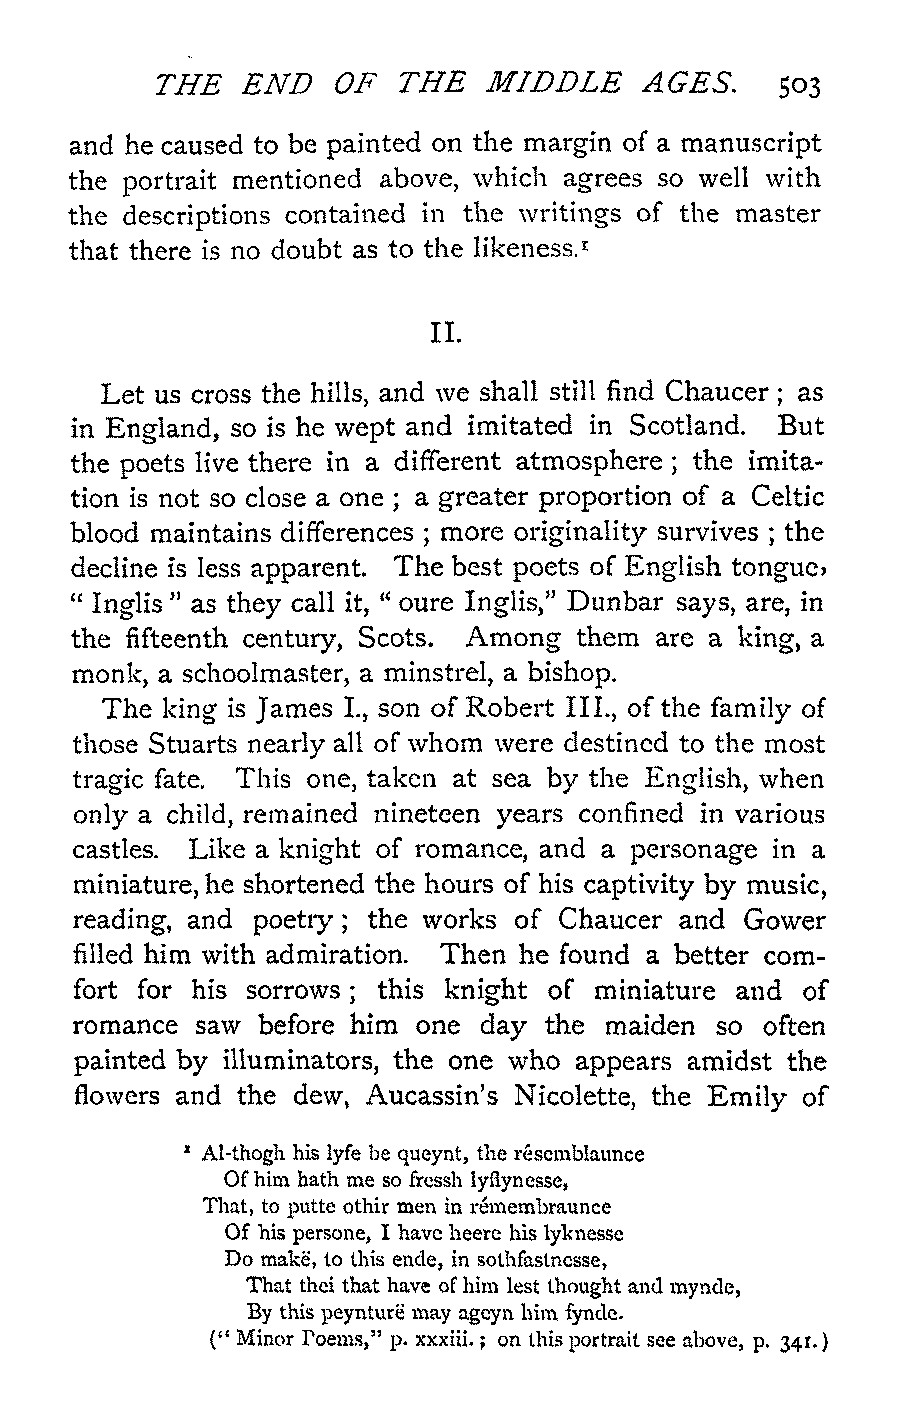 THE END OF THE MIDDLE AGES. 503
and he caused to be painted on the margin of a manuscript
the portrait mentioned above, which agrees so well with
the descriptions contained in the writings of the master
that there is no doubt as to the likeness.¹
II.
Let us cross the hills, and we shall still find Chaucer ; as
in England, so is he wept and imitated in Scotland. But
the poets live there in a different atmosphere ; the imita-
tion is not so close a one ; a greater proportion of a Celtic
blood maintains differences ; more originality survives ; the
decline is less apparent. The best poets of English tongue,
“ Inglis ” as they call it, “ oure Inglis,” Dunbar says, are, in
the fifteenth century, Scots. Among them are a king, a
monk, a schoolmaster, a minstrel, a bishop.
The king is James I., son of Robert III., of the family of
those Stuarts nearly all of whom were destined to the most
tragic fate. This one, taken at sea by the English, when
only a child, remained nineteen years confined in various
castles. Like a knight of romance, and a personage in a
miniature, he shortened the hours of his captivity by music,
reading, and poetry ; the works of Chaucer and Gower
filled him with admiration. Then he found a better com-
fort for his sorrows ; this knight of miniature and of
romance saw before him one day the maiden so often
painted by illuminators, the one who appears amidst the
flowers and the dew, Aucassin's Nicolette, the Emily of
¹ Al-thogh his lyfe be queynt, the résemblaunce
Of him hath me so fressh lyflynesse,
That, to putte othir men in rémembraunce
Of his persone, I have heere his lyknesse
Do makë, to this ende, in sothfastnesse,
That thei that have of him lest thought and mynde,
By this peynturë may ageyn him fynde.
(“ Minor Poems,” p. xxxiii. ; on this portrait see above, p. 341.)